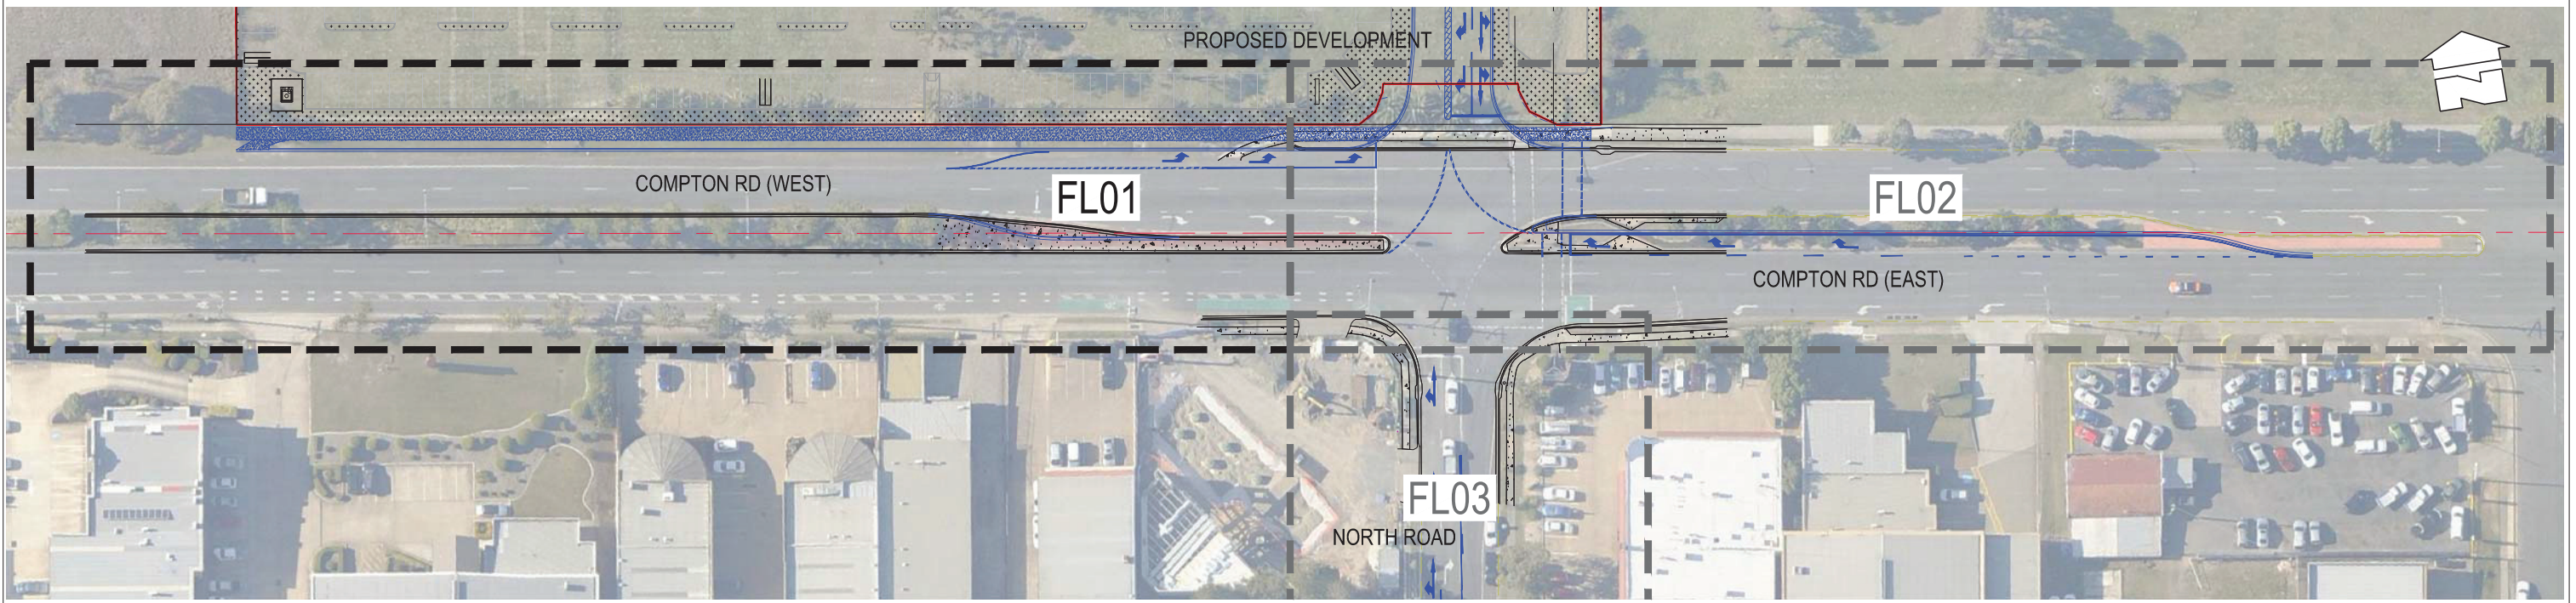 PROPOSED DEVELOPMENT
COMPTON RD (WEST)
FL01
FL02
COMPTON RD (EAST)
FL03
NORTH ROAD
N